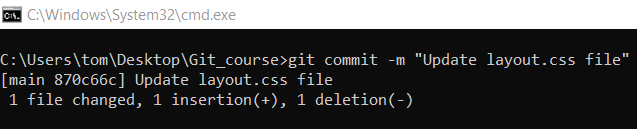 C:\Windows\System32\cmd.exe
C:\Users\tom\Desktop\Git_course>git commit -m "Update layout.css file"
[main 870c66c] Update layout.css file
 1 file changed, 1 insertion(+), 1 deletion(-)